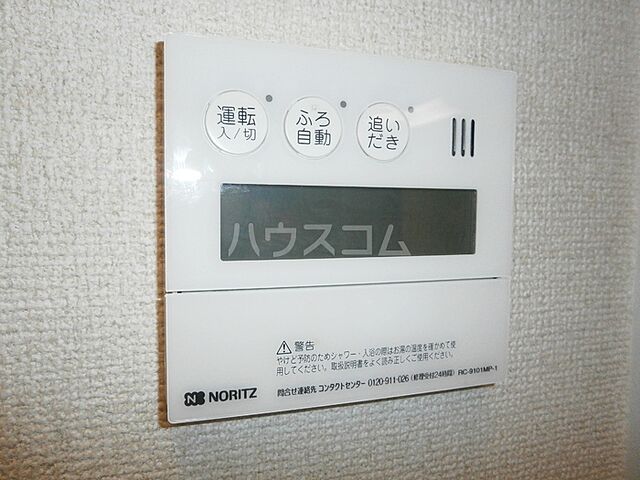 運転
入/切
ふろ
自動
追い
だき
ハウスコム
警告
やけど予防のためシャワー・入浴の際はお湯の温度を確かめて使
用してください。取扱説明書をよく読み正しくご使用ください。
NORITZ
問合せ連絡先 コンタクトセンター 0120-911-026 (修理受付24時間) RC-9101MP-1